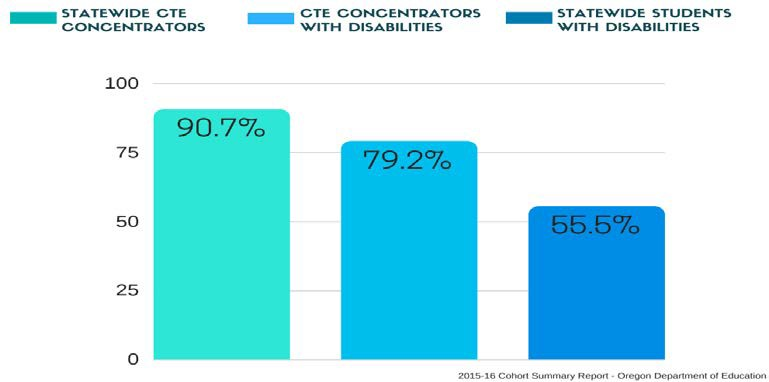 STATEWIDE CTE
CONCENTRATORS
CTE CONCENTRATORS
WITH DISABILITIES
STATEWIDE STUDENTS
WITH DISABILITIES
100
75
50
25
0
90.7%
79.2%
55.5%
2015-16 Cohort Summary Report - Oregon Department of Education